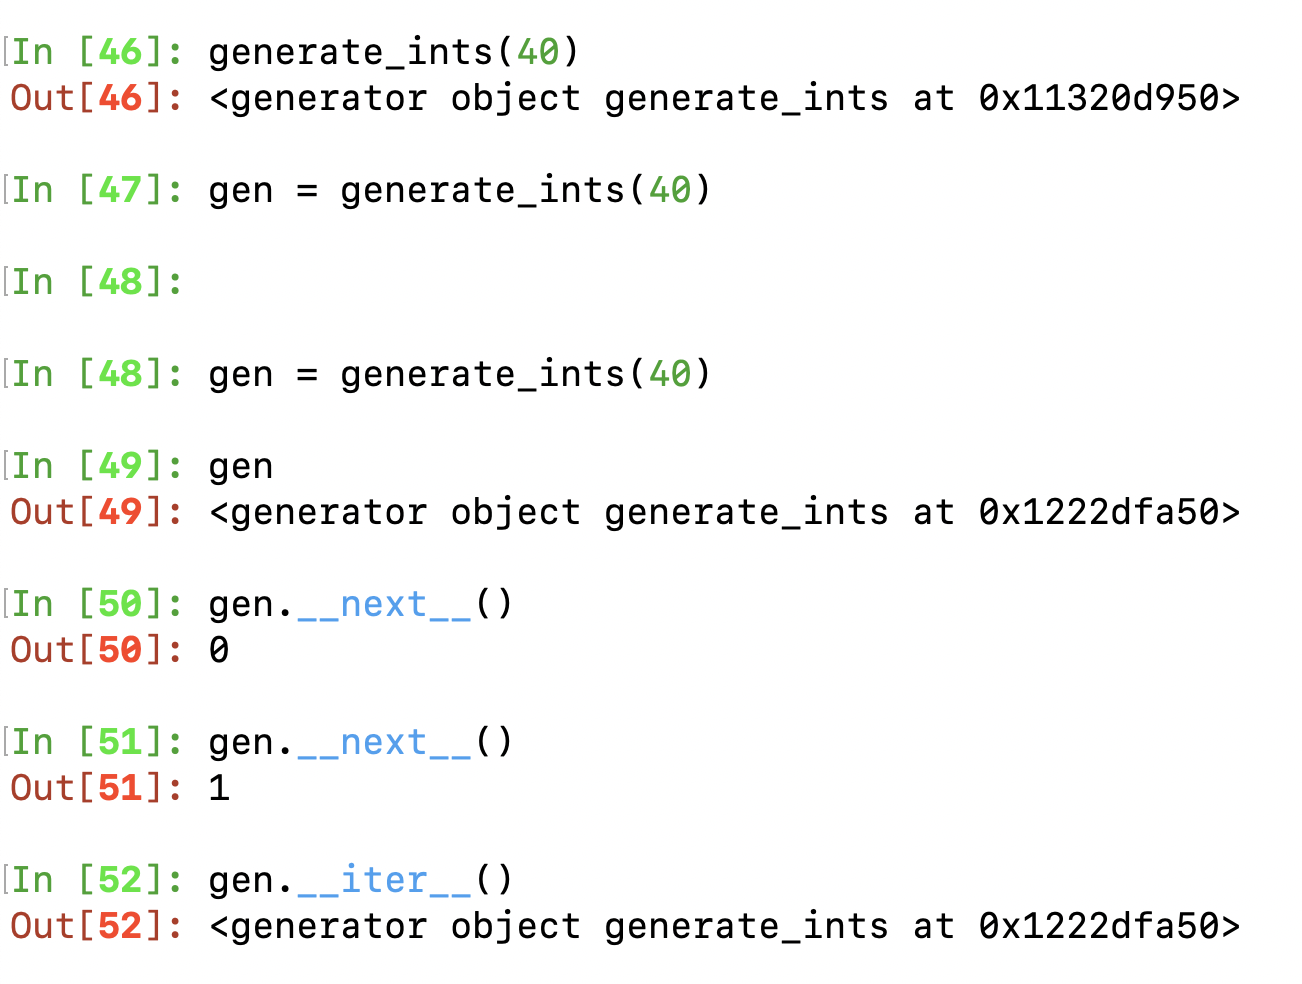 [In [46]: generate_ints(40)
Out[46]: <generator object generate_ints at 0x11320d950>
[In [47]: gen = generate_ints(40)
[In [48]:
[In [48]: gen = generate_ints(40)
[In [49]: gen
Out[49]: <generator object generate_ints at 0x1222dfa50>
[In [50]: gen.__next__()
Out[50]: 0
[In [51]: gen.__next__()
Out[51]: 1
[In [52]: gen.__iter__()
Out[52]: <generator object generate_ints at 0x1222dfa50>